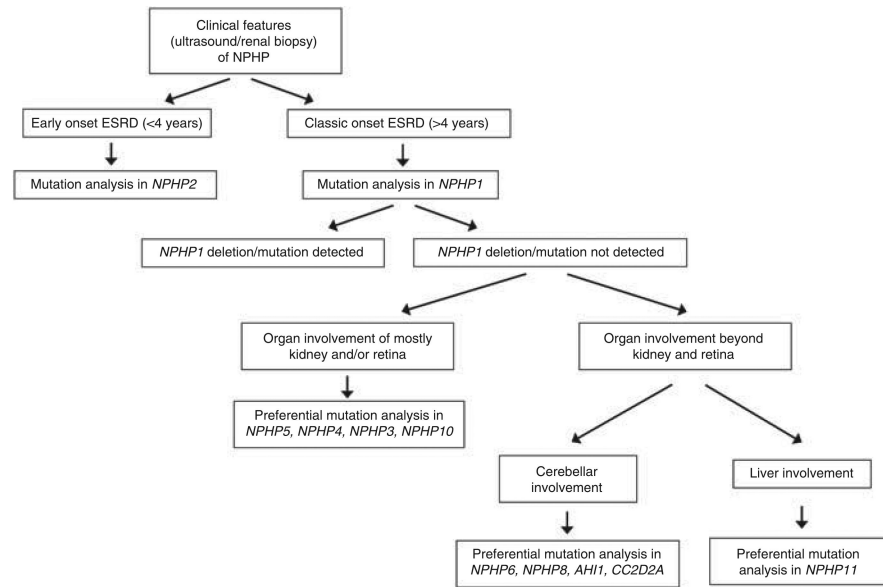 Clinical features
(ultrasound/renal biopsy)
of NPHP
Early onset ESRD (<4 years)
Classic onset ESRD (>4 years)
Mutation analysis in NPHP2
Mutation analysis in NPHP1
NPHP1 deletion/mutation detected
NPHP1 deletion/mutation not detected
Organ involvement of mostly
kidney and/or retina
Organ involvement beyond
kidney and retina
Preferential mutation analysis in
NPHP5, NPHP4, NPHP3, NPHP10
Cerebellar
involvement
Liver involvement
Preferential mutation analysis in
NPHP6, NPHP8, AHI1, CC2D2A
Preferential mutation
analysis in NPHP11